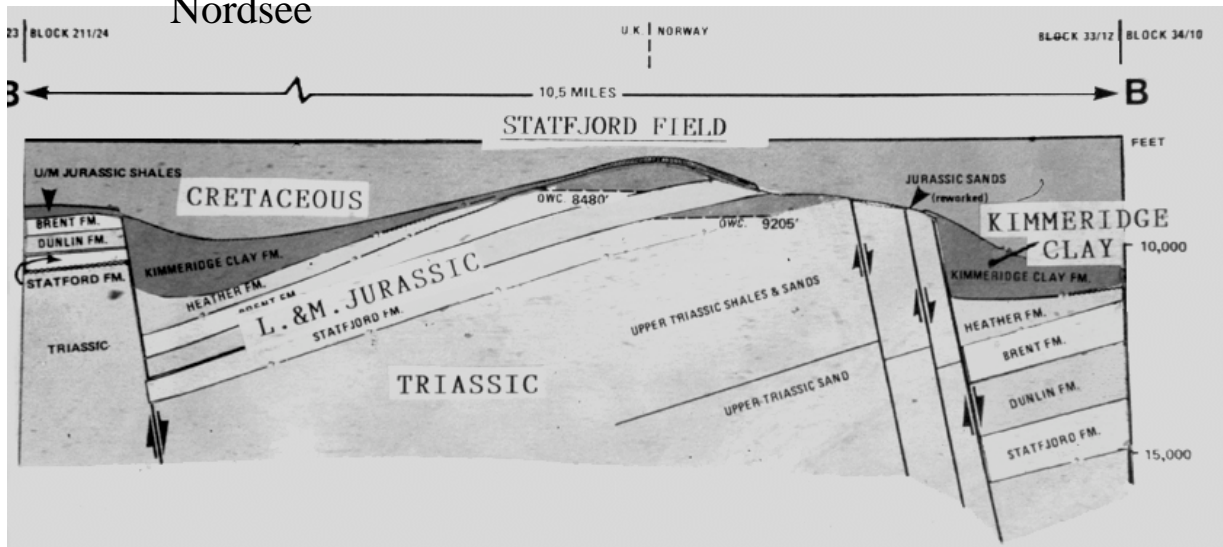 Nordsee
23 BLOCK 211/24
U.K. NORWAY
BLOCK 33/12 BLOCK 34/10
B
10,5 MILES
B
STATFJORD FIELD
FEET
U/M JURASSIC SHALES
CRETACEOUS
JURASSIC SANDS
(reworked)
OWC. 8480'
OWC. 9205'
KIMMERIDGE
CLAY
10,000
BRENT FM.
DUNLIN FM.
STATFORD FM.
KIMMERIDGE CLAY FM.
KIMMERIDGE CLAY FM.
HEATHER FM.
BRENT FM.
L.&M.JURASSIC
STATFJORD FM.
UPPER TRIASSIC SHALES & SANDS
HEATHER FM.
BRENT FM.
TRIASSIC
TRIASSIC
UPPER-TRIASSIC SAND
DUNLIN FM.
STATFJORD FM.
15,000